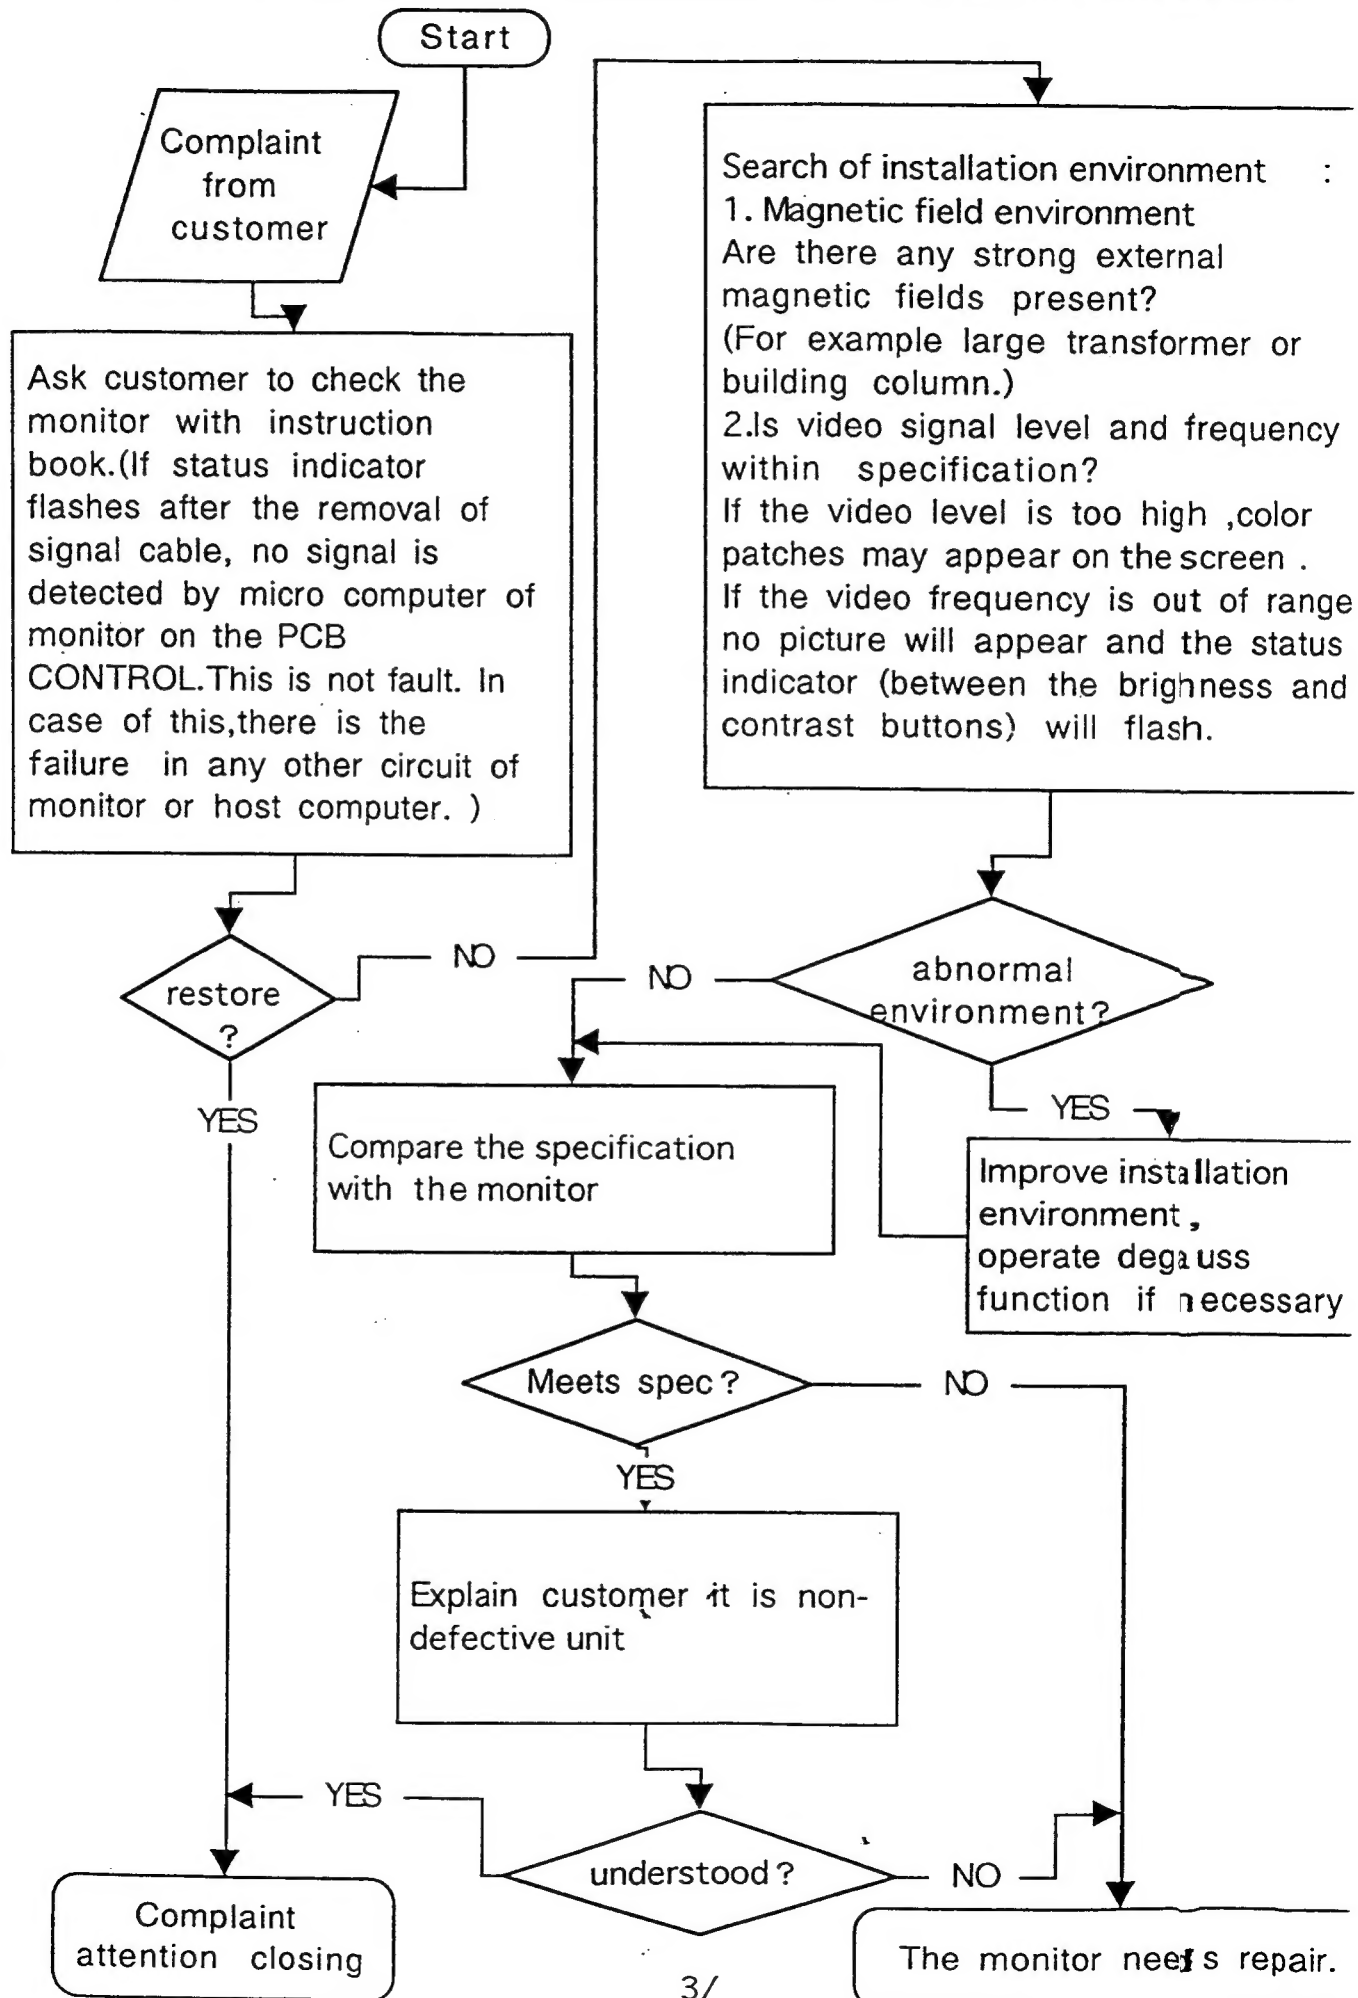 Start
Complaint
from
customer
Ask customer to check the
monitor with instruction
book.(If status indicator
flashes after the removal of
signal cable, no signal is
detected by micro computer of
monitor on the PCB
CONTROL.This is not fault. In
case of this,there is the
failure in any other circuit of
monitor or host computer. )
restore
?
NO
YES
Search of installation environment :
1. Magnetic field environment
Are there any strong external
magnetic fields present?
(For example large transformer or
building column.)
2.Is video signal level and frequency
within specification?
If the video level is too high ,color
patches may appear on the screen .
If the video frequency is out of range
no picture will appear and the status
indicator (between the brighness and
contrast buttons) will flash.
abnormal
environment?
NO
YES
Improve installation
environment,
operate degauss
function if necessary
Compare the specification
with the monitor
Meets spec?
NO
YES
Explain customer it is non-
defective unit
understood?
YES
NO
Complaint
attention closing
The monitor needs repair.
3/